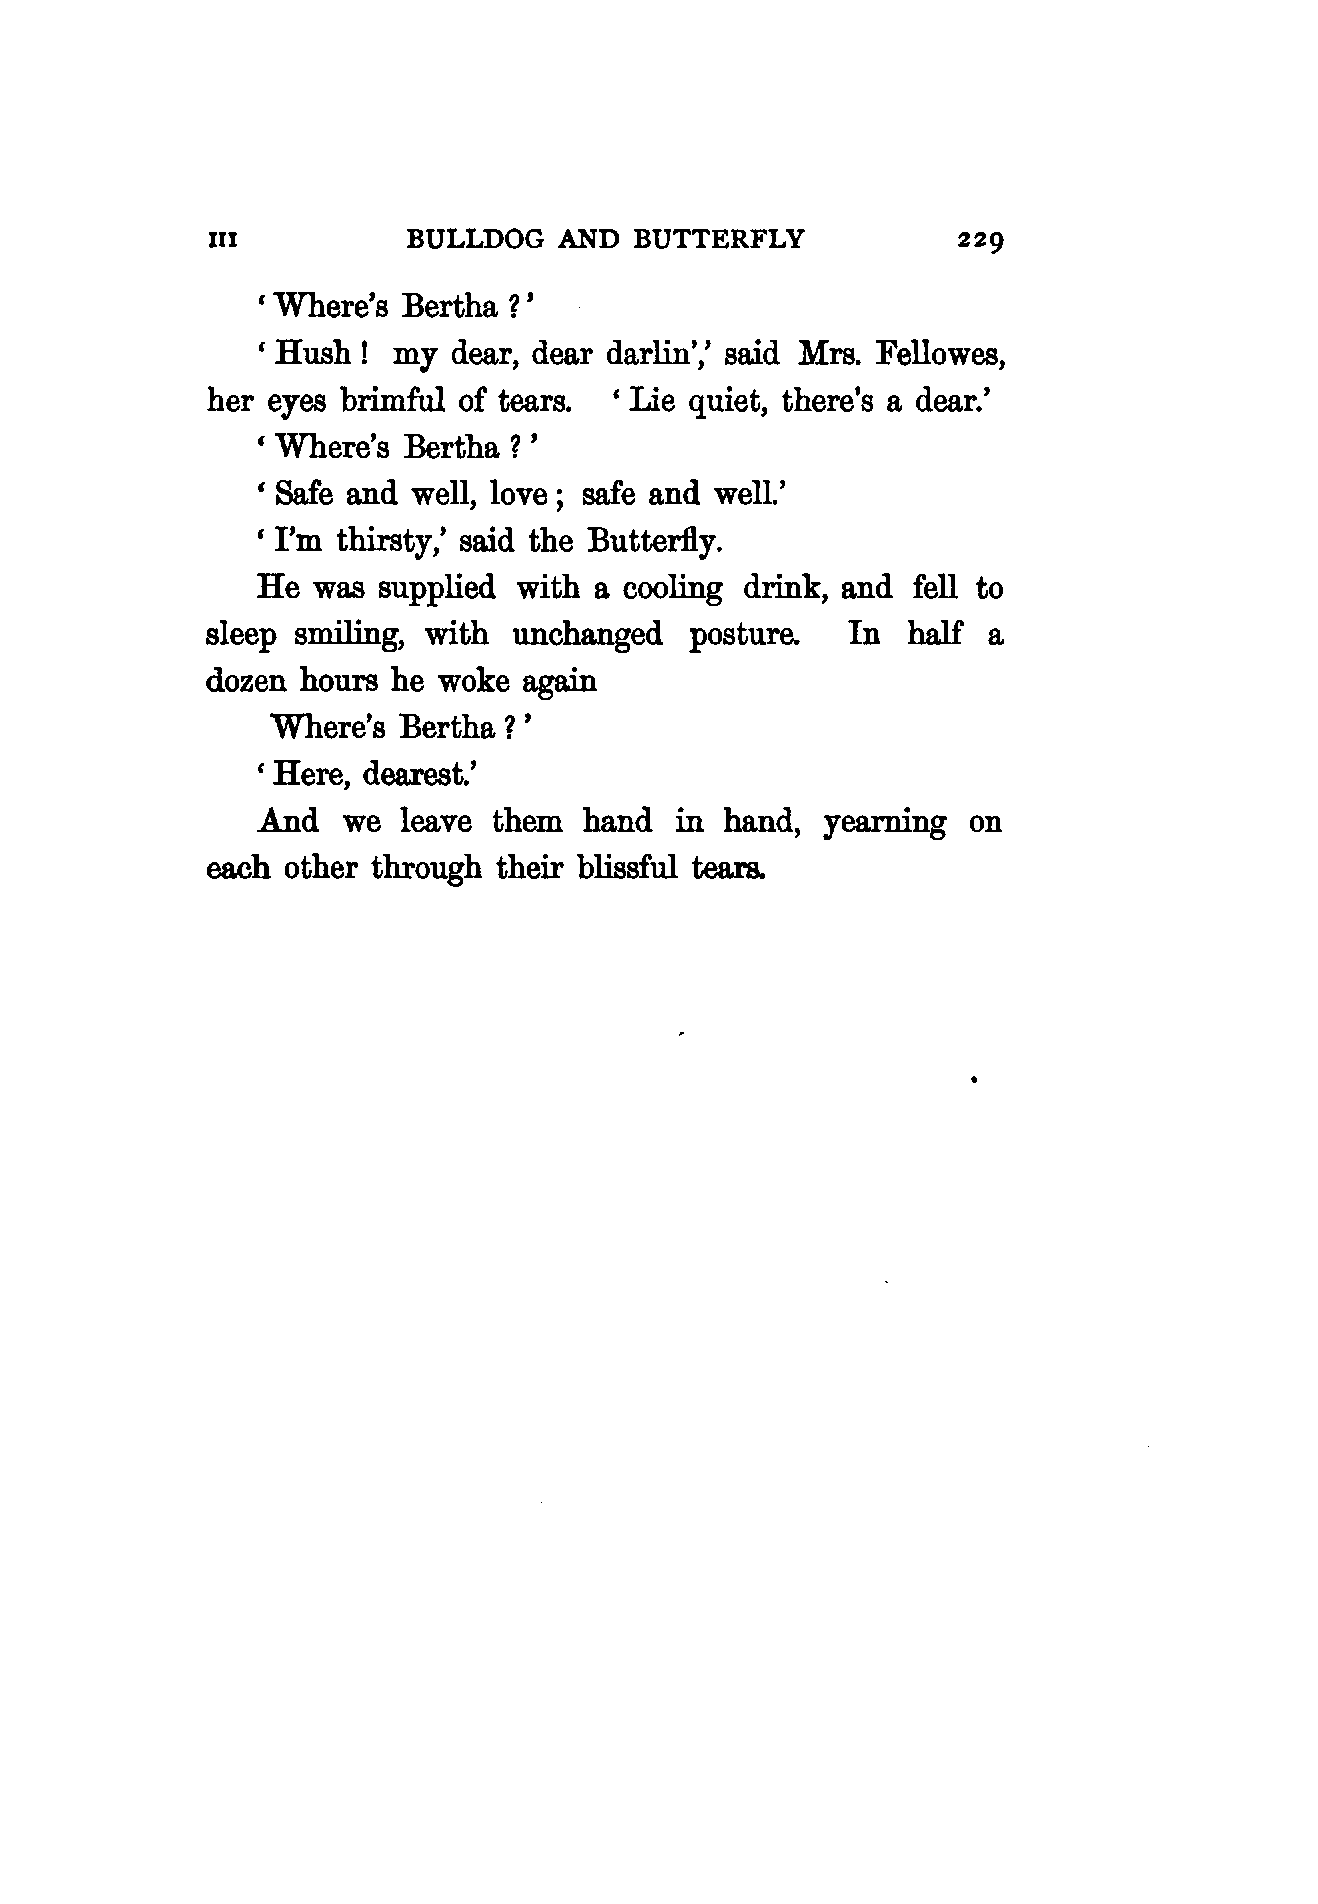 III BULLDOG AND BUTTERFLY 229
‘ Where's Bertha ?’
‘ Hush ! my dear, dear darlin',’ said Mrs. Fellowes,
her eyes brimful of tears. ‘ Lie quiet, there's a dear.’
‘ Where's Bertha ? ’
‘ Safe and well, love ; safe and well.’
‘ I'm thirsty,’ said the Butterfly.
He was supplied with a cooling drink, and fell to
sleep smiling, with unchanged posture. In half a
dozen hours he woke again
Where's Bertha ? ’
‘ Here, dearest.’
And we leave them hand in hand, yearning on
each other through their blissful tears.